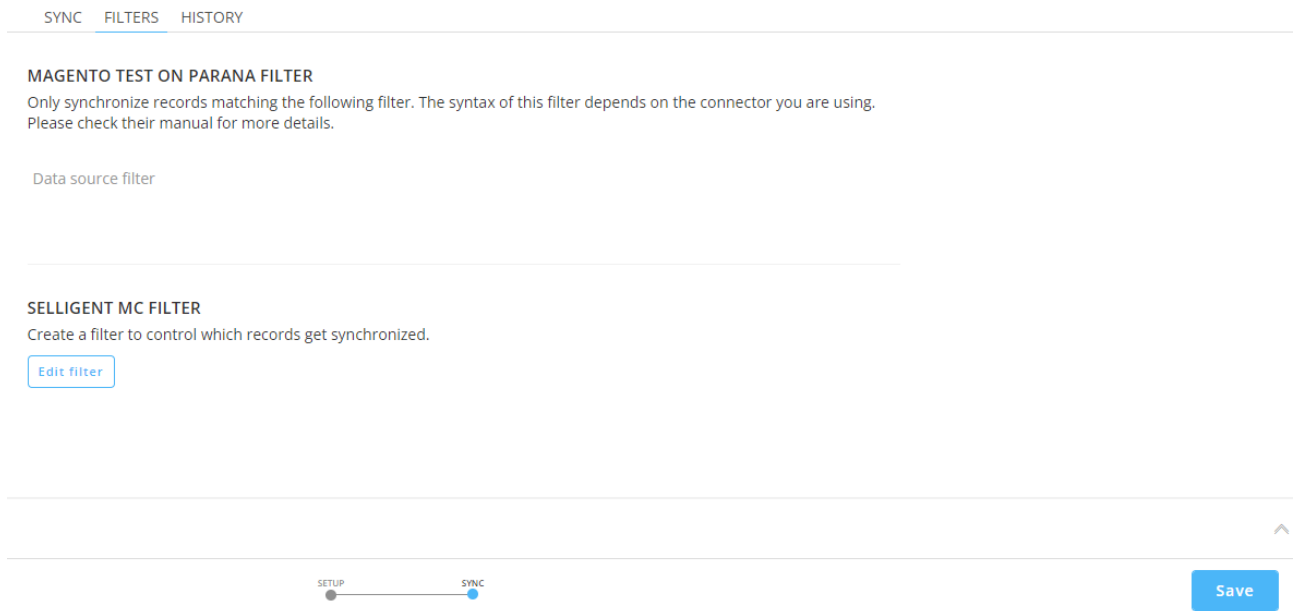 SYNC FILTERS HISTORY
MAGENTO TEST ON PARANA FILTER
Only synchronize records matching the following filter. The syntax of this filter depends on the connector you are using.
Please check their manual for more details.
Data source filter
SELLIGENT MC FILTER
Create a filter to control which records get synchronized.
Edit filter
SETUP SYNC
Save